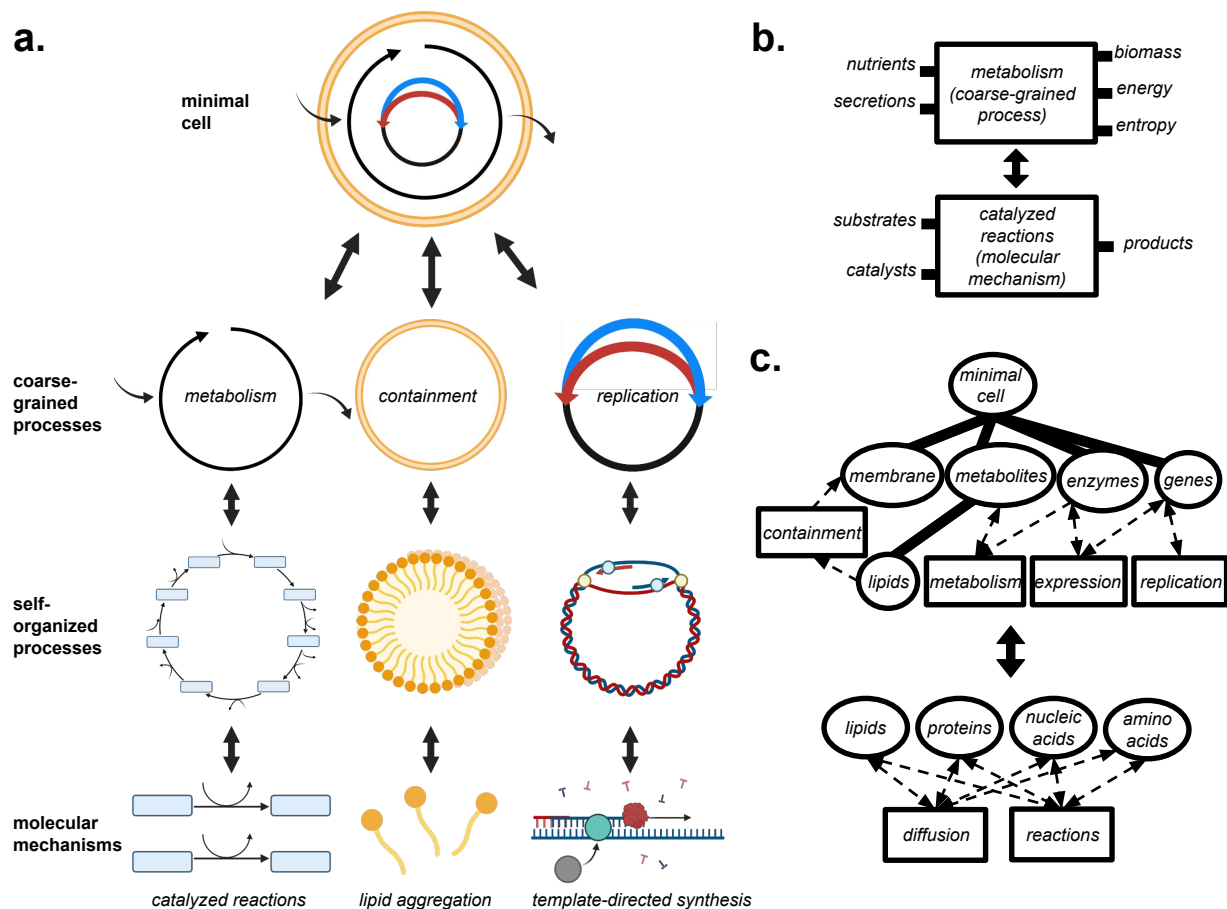 a.
minimal
cell
coarse-
grained
processes
metabolism
containment
replication
self-
organized
processes
molecular
mechanisms
catalyzed reactions
lipid aggregation
template-directed synthesis
b.
nutrients
secretions
metabolism
(coarse-grained
process)
biomass
energy
entropy
substrates
catalysts
catalyzed
reactions
(molecular
mechanism)
products
c.
minimal
cell
membrane
metabolites
enzymes
genes
containment
lipids
metabolism
expression
replication
lipids
proteins
nucleic
acids
amino
acids
diffusion
reactions